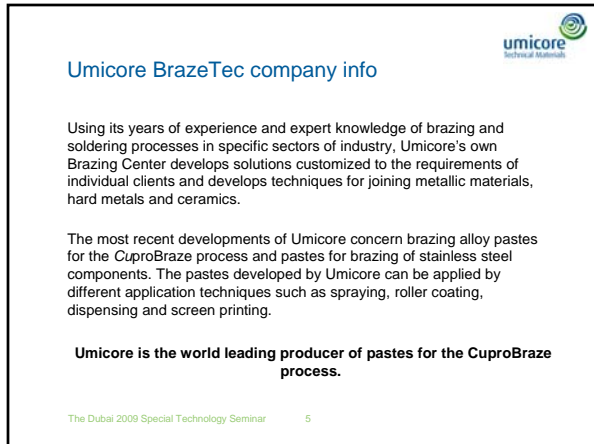 umicore
Technical Materials
Umicore BrazeTec company info
Using its years of experience and expert knowledge of brazing and
soldering processes in specific sectors of industry, Umicore's own
Brazing Center develops solutions customized to the requirements of
individual clients and develops techniques for joining metallic materials,
hard metals and ceramics.
The most recent developments of Umicore concern brazing alloy pastes
for the CuproBraze process and pastes for brazing of stainless steel
components. The pastes developed by Umicore can be applied by
different application techniques such as spraying, roller coating,
dispensing and screen printing.
Umicore is the world leading producer of pastes for the CuproBraze
process.
The Dubai 2009 Special Technology Seminar 5